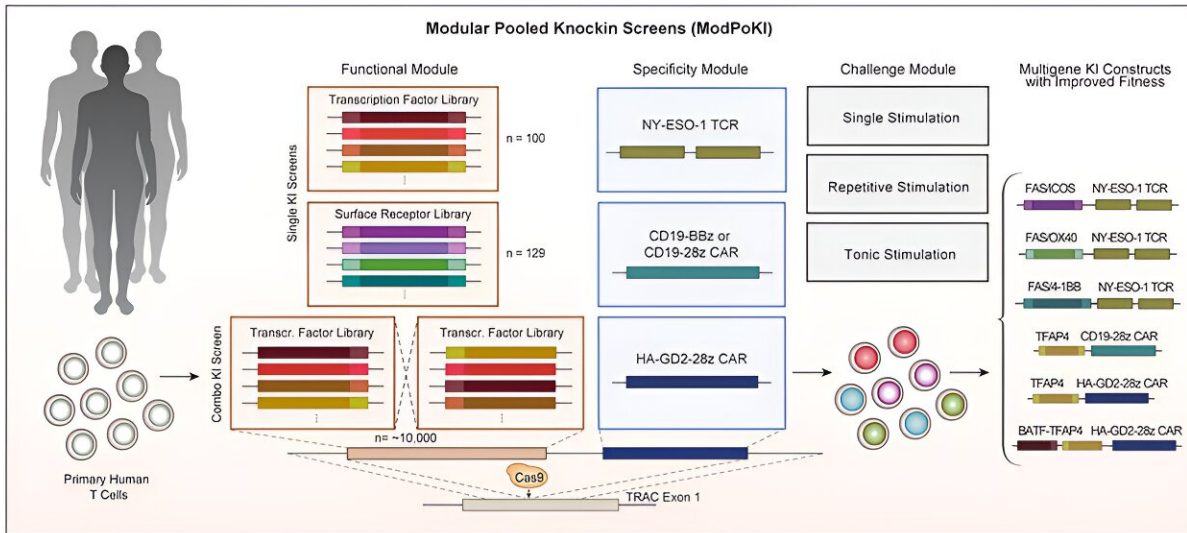 Modular Pooled Knockin Screens (ModPoKI)
Functional Module
Specificity Module
Challenge Module
Multigene KI Constructs
with Improved Fitness
Single KI Screens
Transcription Factor Library
n = 100
Surface Receptor Library
n = 129
Combo KI Screen
Transcr. Factor Library
Transcr. Factor Library
n= ~10,000
NY-ESO-1 TCR
CD19-BBz or
CD19-28z CAR
HA-GD2-28z CAR
Single Stimulation
Repetitive Stimulation
Tonic Stimulation
FAS/ICOS NY-ESO-1 TCR
FAS/OX40 NY-ESO-1 TCR
FAS/4-1BB NY-ESO-1 TCR
TFAP4 CD19-28z CAR
TFAP4 HA-GD2-28z CAR
BATF-TFAP4 HA-GD2-28z CAR
Primary Human
T Cells
Cas9
TRAC Exon 1